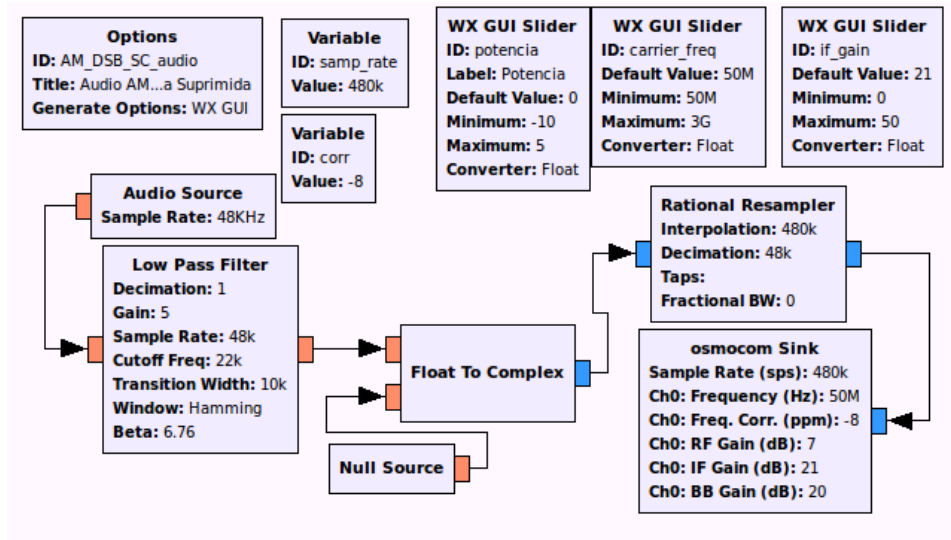 Options
ID: AM_DSB_SC_audio
Title: Audio AM...a Suprimida
Generate Options: WX GUI
Variable
ID: samp_rate
Value: 480k
Variable
ID: corr
Value: -8
WX GUI Slider
ID: potencia
Label: Potencia
Default Value: 0
Minimum: -10
Maximum: 5
Converter: Float
WX GUI Slider
ID: carrier_freq
Default Value: 50M
Minimum: 50M
Maximum: 3G
Converter: Float
WX GUI Slider
ID: if_gain
Default Value: 21
Minimum: 0
Maximum: 50
Converter: Float
Audio Source
Sample Rate: 48KHz
Low Pass Filter
Decimation: 1
Gain: 5
Sample Rate: 48k
Cutoff Freq: 22k
Transition Width: 10k
Window: Hamming
Beta: 6.76
Float To Complex
Null Source
Rational Resampler
Interpolation: 480k
Decimation: 48k
Taps:
Fractional BW: 0
osmocom Sink
Sample Rate (sps): 480k
Ch0: Frequency (Hz): 50M
Ch0: Freq. Corr. (ppm): -8
Ch0: RF Gain (dB): 7
Ch0: IF Gain (dB): 21
Ch0: BB Gain (dB): 20